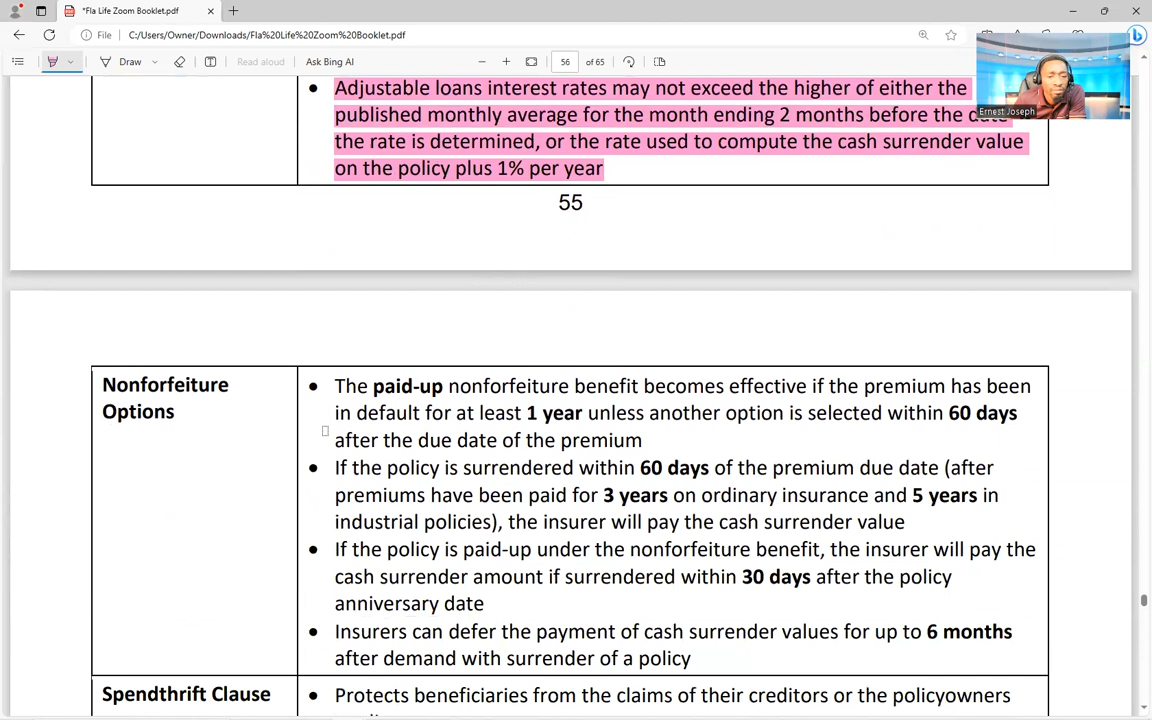 *Fla Life Zoom Booklet.pdf
File
C:/Users/Owner/Downloads/Fla%20Life%20Zoom%20Booklet.pdf
Draw
Read aloud
Ask Bing AI
56
of 65
Ernest Joseph
• Adjustable loans interest rates may not exceed the higher of either the
published monthly average for the month ending 2 months before the date
the rate is determined, or the rate used to compute the cash surrender value
on the policy plus 1% per year
55
Nonforfeiture
Options
• The paid-up nonforfeiture benefit becomes effective if the premium has been
in default for at least 1 year unless another option is selected within 60 days
after the due date of the premium
• If the policy is surrendered within 60 days of the premium due date (after
premiums have been paid for 3 years on ordinary insurance and 5 years in
industrial policies), the insurer will pay the cash surrender value
• If the policy is paid-up under the nonforfeiture benefit, the insurer will pay the
cash surrender amount if surrendered within 30 days after the policy
anniversary date
• Insurers can defer the payment of cash surrender values for up to 6 months
after demand with surrender of a policy
Spendthrift Clause
• Protects beneficiaries from the claims of their creditors or the policyowners